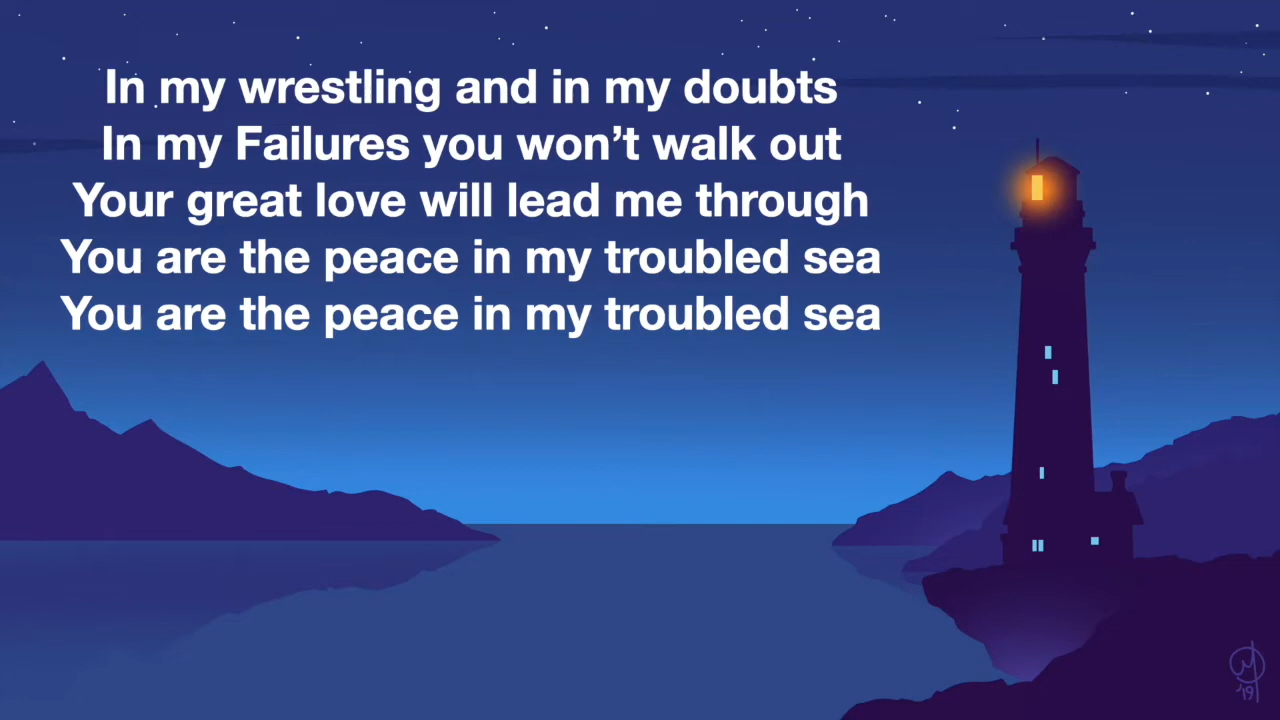 In my wrestling and in my doubts
In my Failures you won’t walk out
Your great love will lead me through
You are the peace in my troubled sea
You are the peace in my troubled sea
'19